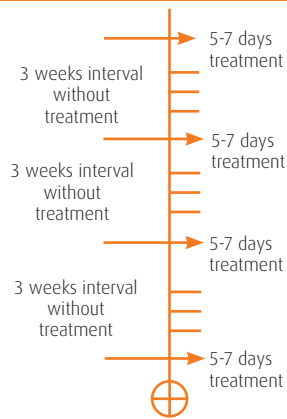 5-7 days
treatment
3 weeks interval
without
treatment
5-7 days
treatment
3 weeks interval
without
treatment
5-7 days
treatment
3 weeks interval
without
treatment
5-7 days
treatment